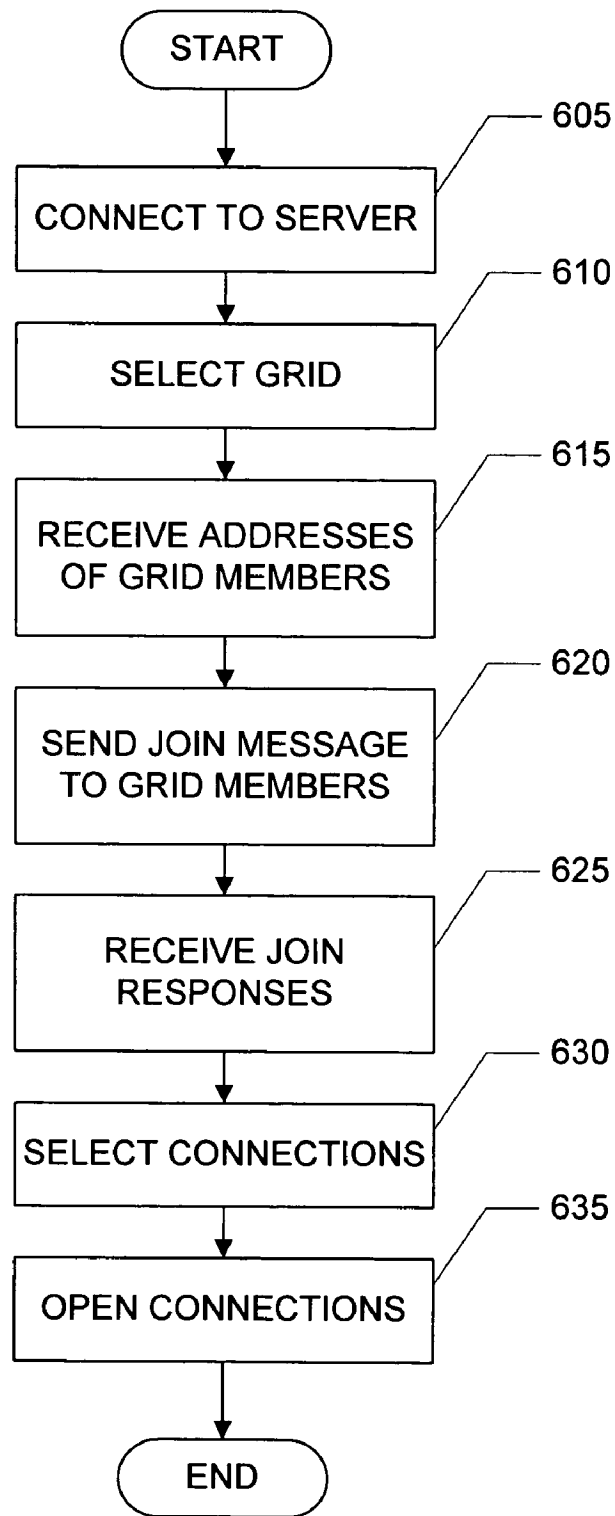 START
605
CONNECT TO SERVER
610
SELECT GRID
615
RECEIVE ADDRESSES
OF GRID MEMBERS
620
SEND JOIN MESSAGE
TO GRID MEMBERS
625
RECEIVE JOIN
RESPONSES
630
SELECT CONNECTIONS
635
OPEN CONNECTIONS
END